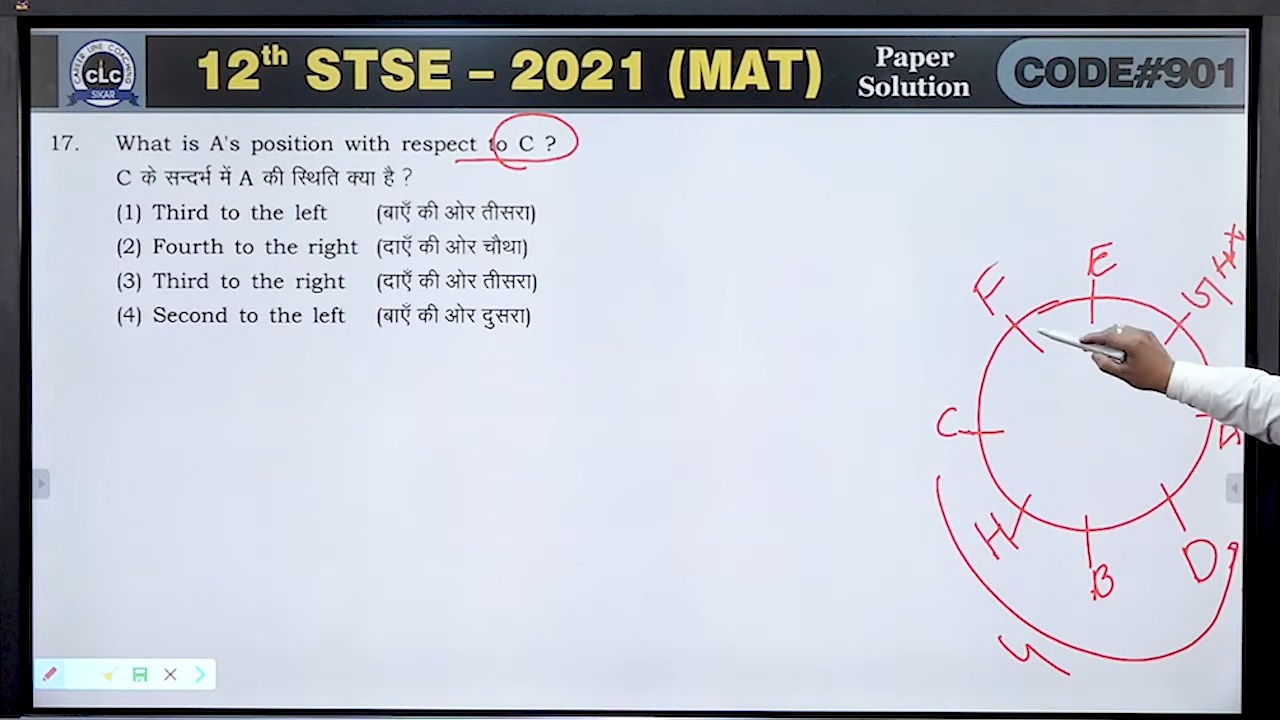 CAREER LINE COACHING
CLC
SIKAR
12th STSE – 2021 (MAT)
Paper Solution
CODE#901
17. What is A's position with respect to C ?
C के सन्दर्भ में A की स्थिति क्या है ?
(1) Third to the left (बाएँ की ओर तीसरा)
(2) Fourth to the right (दाएँ की ओर चौथा)
(3) Third to the right (दाएँ की ओर तीसरा)
(4) Second to the left (बाएँ की ओर दुसरा)
E
F
C
H
B
D